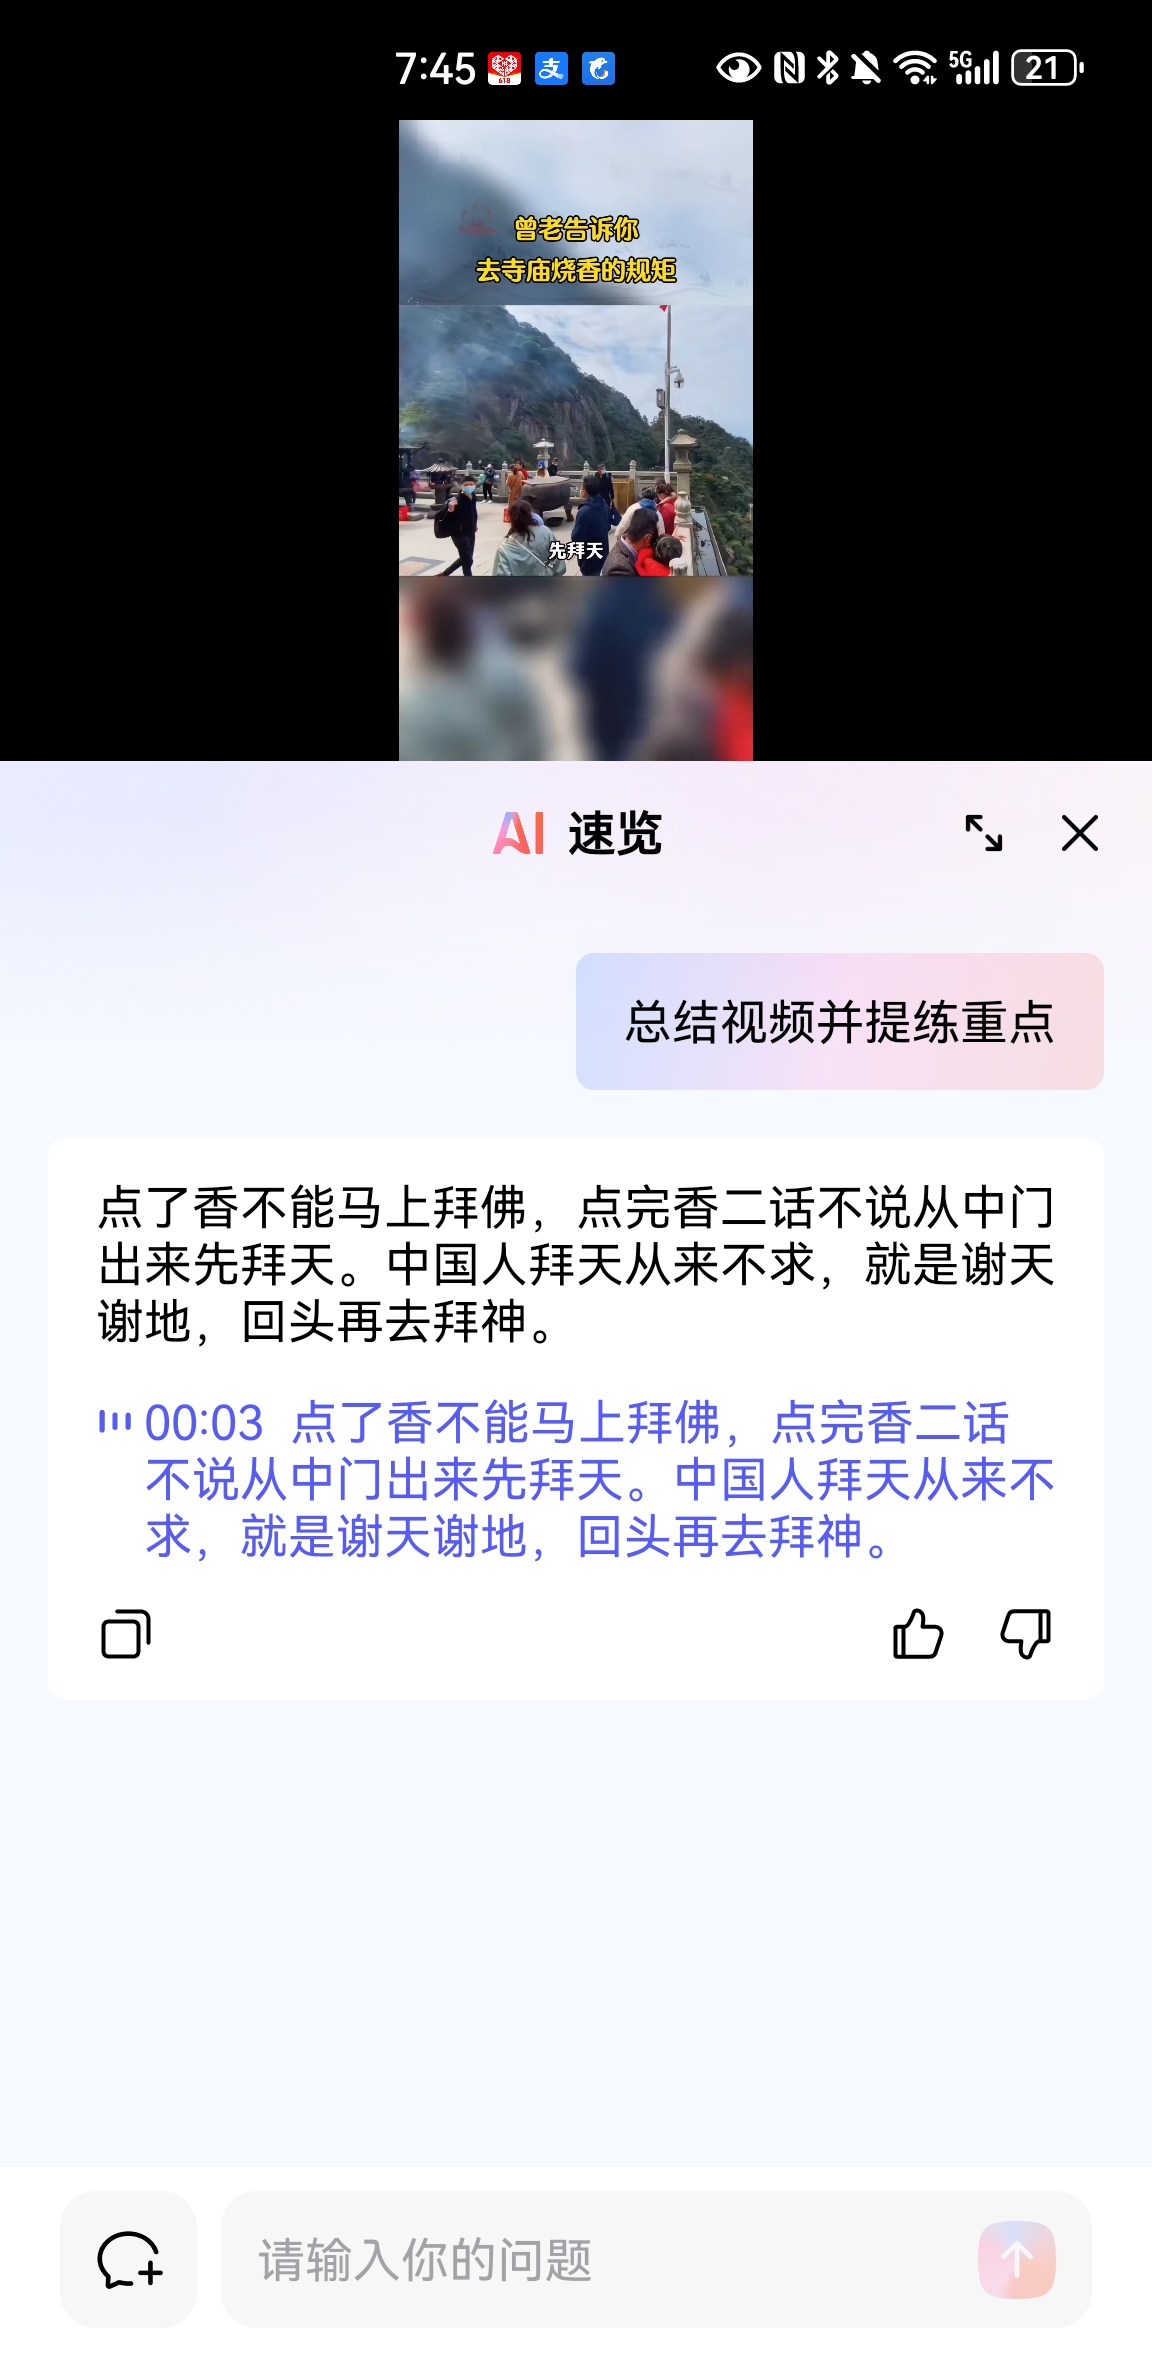 7:45
618
支
5G
21
曾老告诉你
去寺庙烧香的规矩
先拜天
AI 速览
总结视频并提练重点
点了香不能马上拜佛，点完香二话不说从中门
出来先拜天。中国人拜天从来不求，就是谢天
谢地，回头再去拜神。
00:03 点了香不能马上拜佛，点完香二话
不说从中门出来先拜天。中国人拜天从来不
求，就是谢天谢地，回头再去拜神。
请输入你的问题